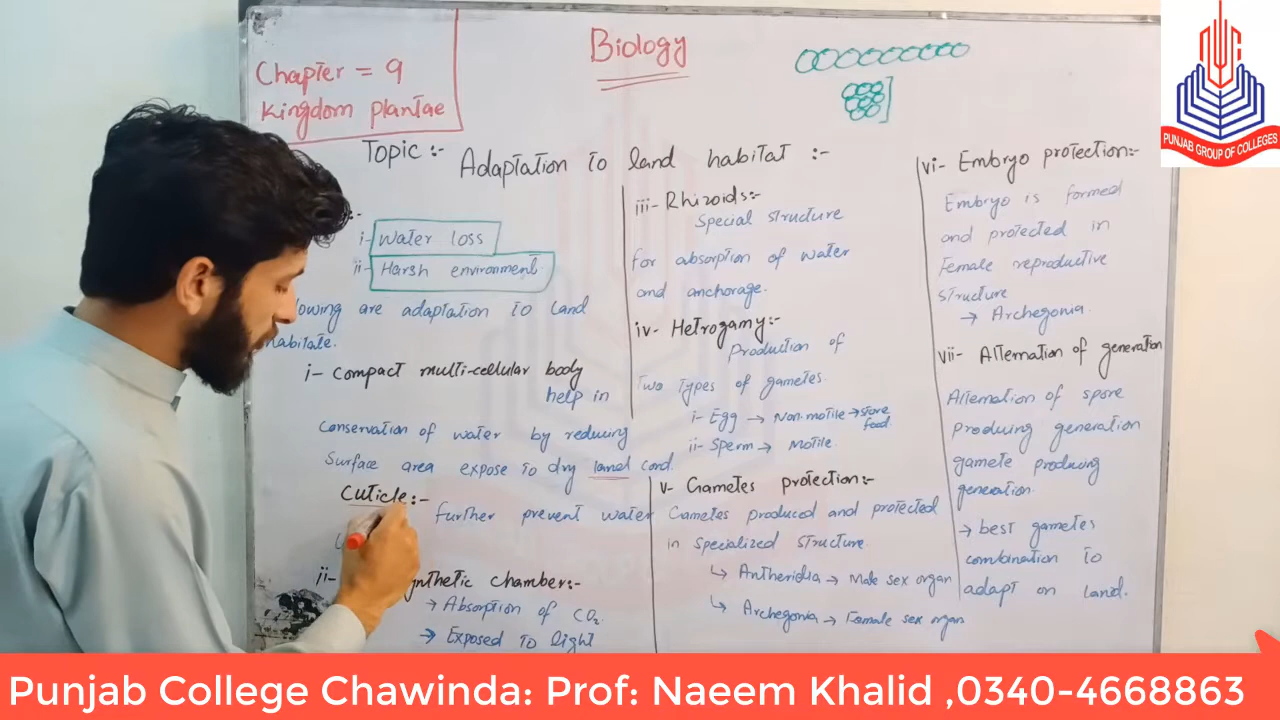 Biology
Chapter = 9
Kingdom plantae
Topic :- Adaptation to land habitat :-
i- Water loss
ii- Harsh environment
lowing are adaptation to land
habitate.
i- compact multi-cellular body
help in
Conservation of water by reducing
Surface area expose to dry land cond.
Cuticle:-
further prevent water
ii- nthetic chamber:-
→ Absorption of CO₂.
→ Exposed to light
iii- Rhizoids:-
Special structure
for absorption of water
and anchorage.
iv- Hetrogamy:-
Production of
Two Types of gametes.
i- Egg → Non-motile → store
food.
ii- Sperm → Motile.
v- Gametes protection:-
Gametes produced and protected
in specialized structure.
↳ Antheridia → Male sex organ
↳ Archegonia → Female sex organ
vi- Embryo protection:-
Embryo is formed
and protected in
Female reproductive
structure
→ Archegonia.
vii- Alternation of generation
Alternation of spore
producing generation
gamete producing
generation.
→ best gametes
combination to
adapt on land.
PUNJAB GROUP OF COLLEGES
Punjab College Chawinda: Prof: Naeem Khalid ,0340-4668863